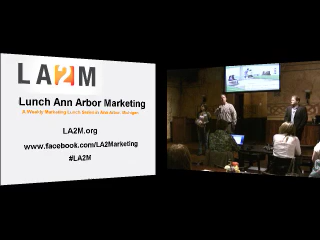 LA2M
Lunch Ann Arbor Marketing
A Weekly Marketing Lunch Series in Ann Arbor, Michigan
LA2M.org
www.facebook.com/LA2Marketing
#LA2M